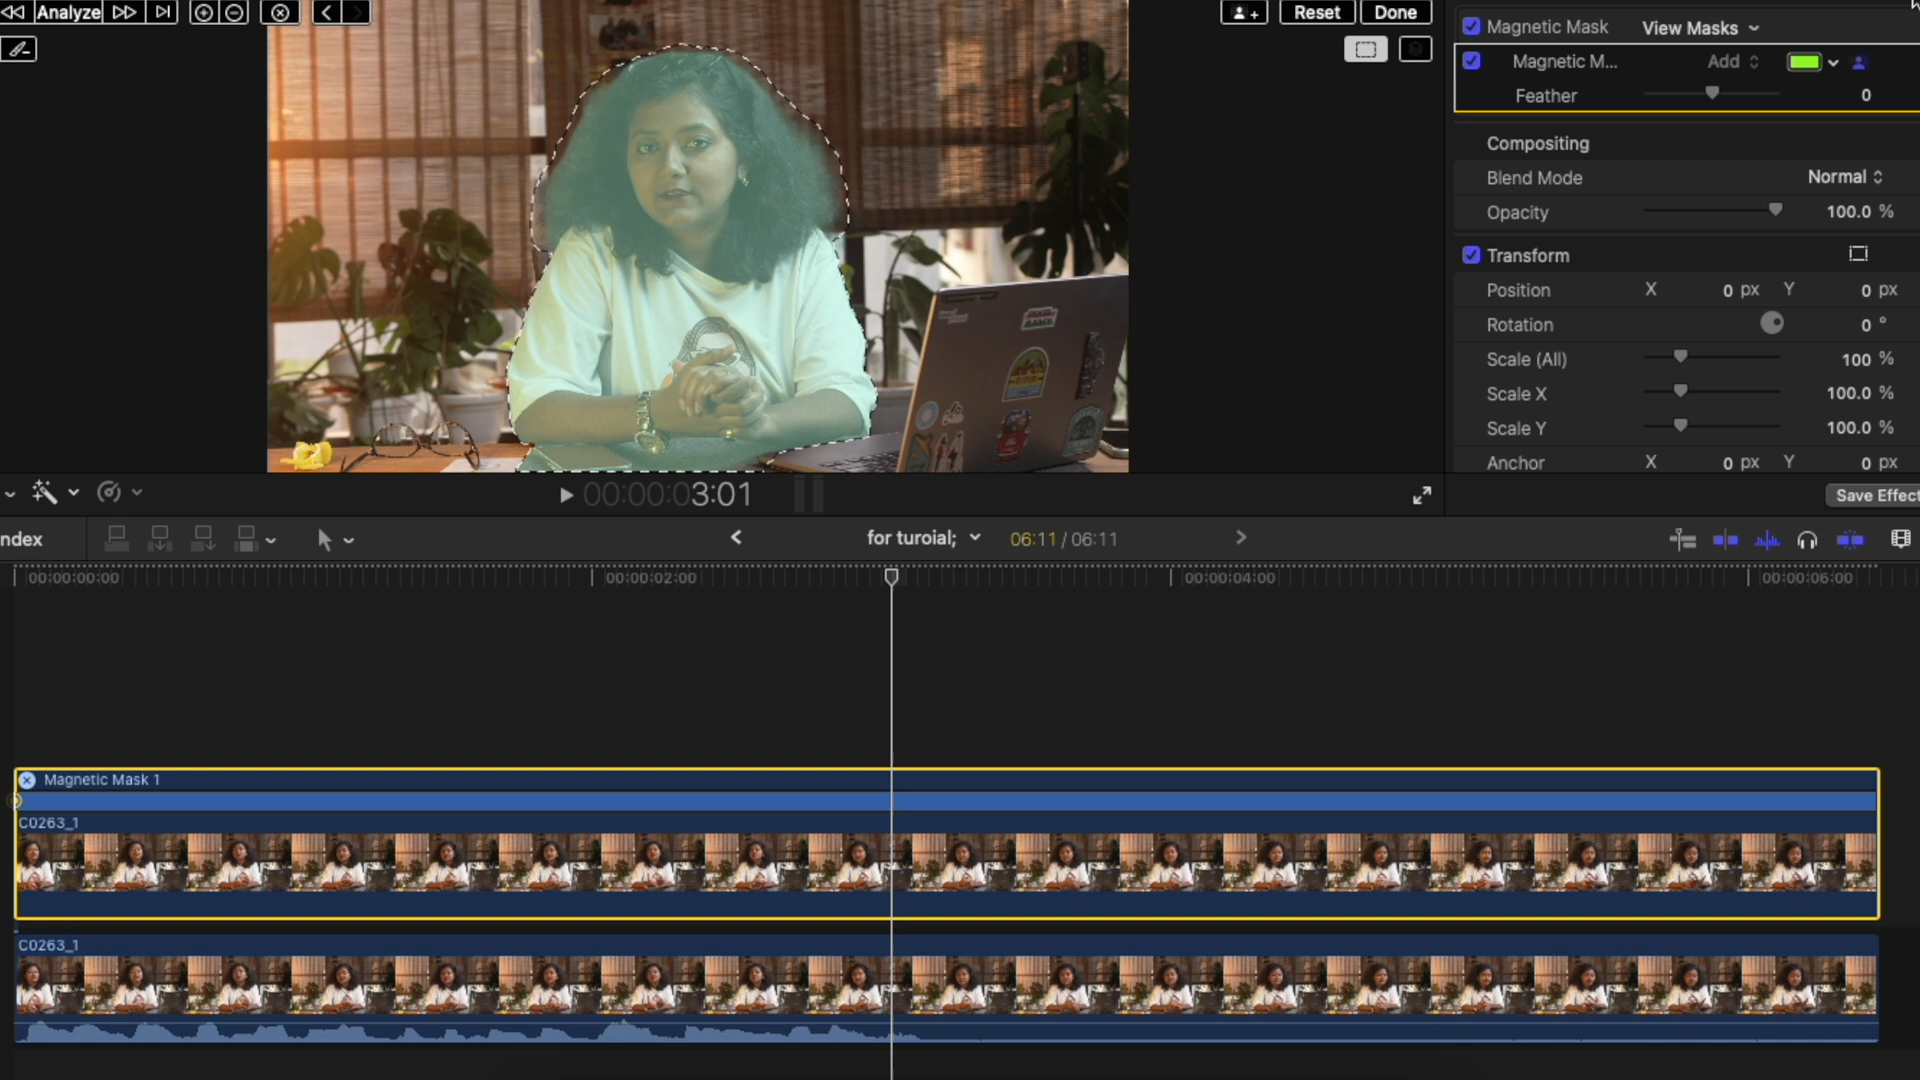 Analyze
Reset
Done
Magnetic Mask
View Masks
Magnetic M...
Add
Feather
0
Compositing
Blend Mode
Normal
Opacity
100.0 %
Transform
Position
X
0 px
Y
0 px
Rotation
0 °
Scale (All)
100 %
Scale X
100.0 %
Scale Y
100.0 %
Anchor
X
0 px
Y
0 px
00:00:03:01
Save Effect
ndex
for turoial;
06:11 / 06:11
00:00:00:00
00:00:02:00
00:00:04:00
00:00:06:00
Magnetic Mask 1
C0263_1
C0263_1